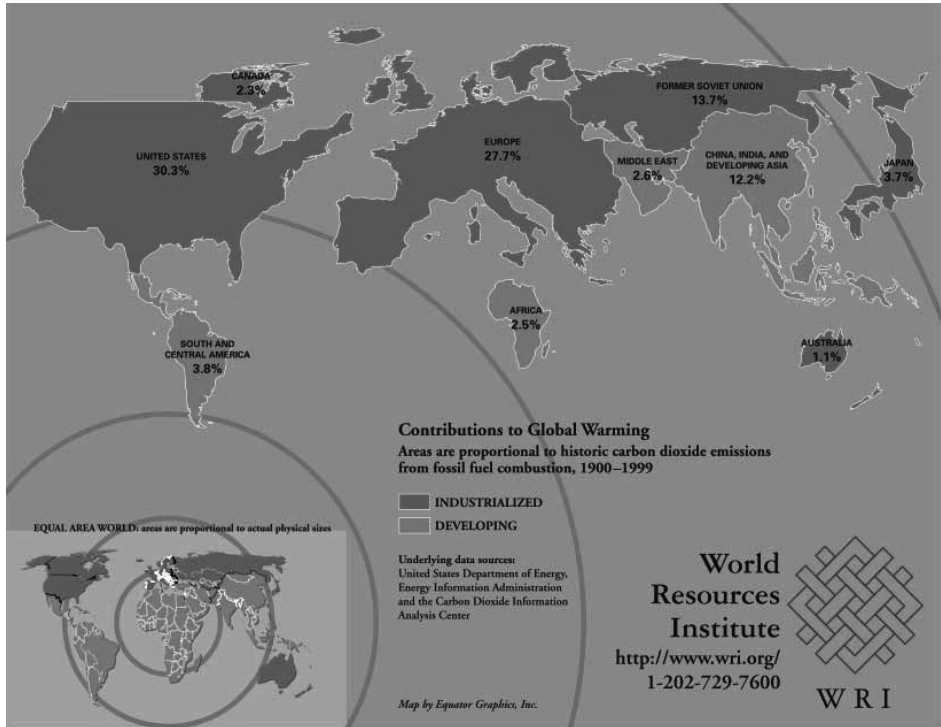 CANADA
2.3%
UNITED STATES
30.3%
EUROPE
27.7%
FORMER SOVIET UNION
13.7%
MIDDLE EAST
2.6%
CHINA, INDIA, AND
DEVELOPING ASIA
12.2%
JAPAN
3.7%
SOUTH AND
CENTRAL AMERICA
3.8%
AFRICA
2.5%
AUSTRALIA
1.1%
Contributions to Global Warming
Areas are proportional to historic carbon dioxide emissions
from fossil fuel combustion, 1900–1999
INDUSTRIALIZED
DEVELOPING
EQUAL AREA WORLD: areas are proportional to actual physical sizes
Underlying data sources:
United States Department of Energy,
Energy Information Administration
and the Carbon Dioxide Information
Analysis Center
Map by Equator Graphics, Inc.
World
Resources
Institute
http://www.wri.org/
1-202-729-7600
WRI